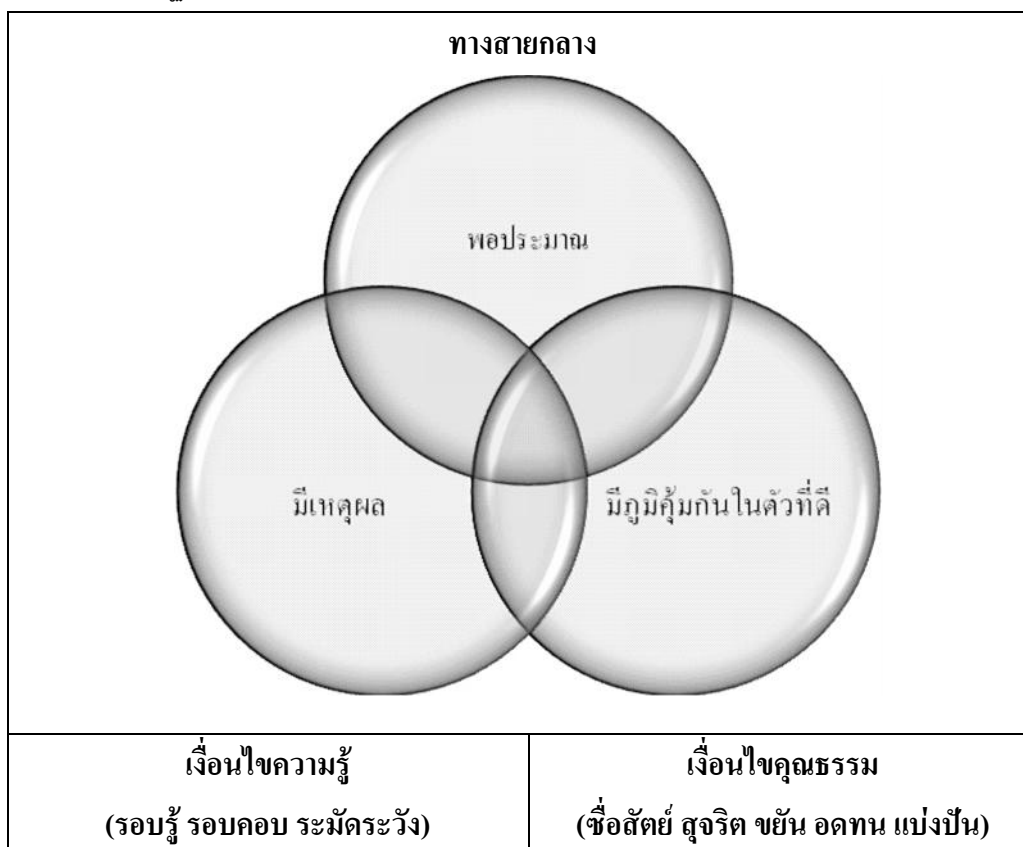 ทางสายกลาง
พอประมาณ
มีเหตุผล
มีภูมิคุ้มกันในตัวที่ดี
เงื่อนไขความรู้
(รอบรู้ รอบคอบ ระมัดระวัง)
เงื่อนไขคุณธรรม
(ซื่อสัตย์ สุจริต ขยัน อดทน แบ่งปัน)